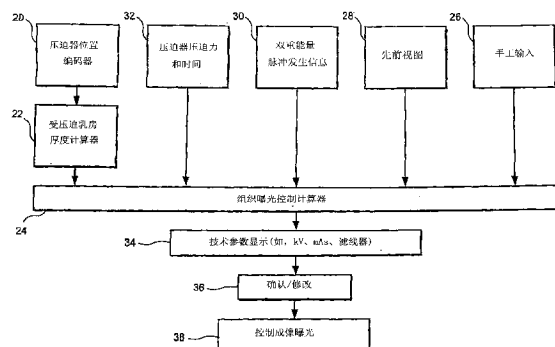 20
压迫器位置
编码器
32
压迫器压迫力
和时间
30
双重能量
脉冲发生信息
28
先前视图
26
手工输入
22
受压迫乳房
厚度计算器
组织曝光控制计算器
24
34
技术参数显示(如，kV、mAs、滤线器)
36
确认/修改
38
控制成像曝光